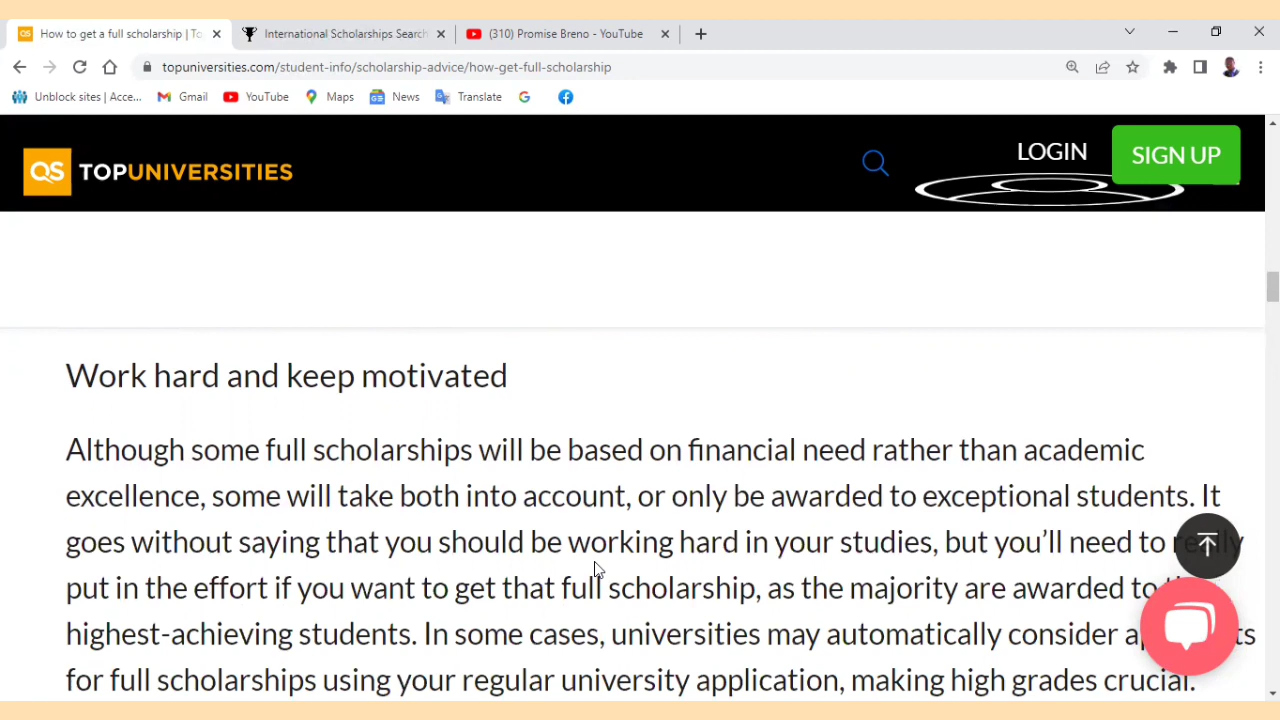 How to get a full scholarship | To
International Scholarships Search
(310) Promise Breno - YouTube
topuniversities.com/student-info/scholarship-advice/how-get-full-scholarship
Unblock sites | Acce...
Gmail
YouTube
Maps
News
Translate
QS TOPUNIVERSITIES
LOGIN
SIGN UP
Work hard and keep motivated
Although some full scholarships will be based on financial need rather than academic
excellence, some will take both into account, or only be awarded to exceptional students. It
goes without saying that you should be working hard in your studies, but you’ll need to really
put in the effort if you want to get that full scholarship, as the majority are awarded to
highest-achieving students. In some cases, universities may automatically consider
for full scholarships using your regular university application, making high grades crucial.